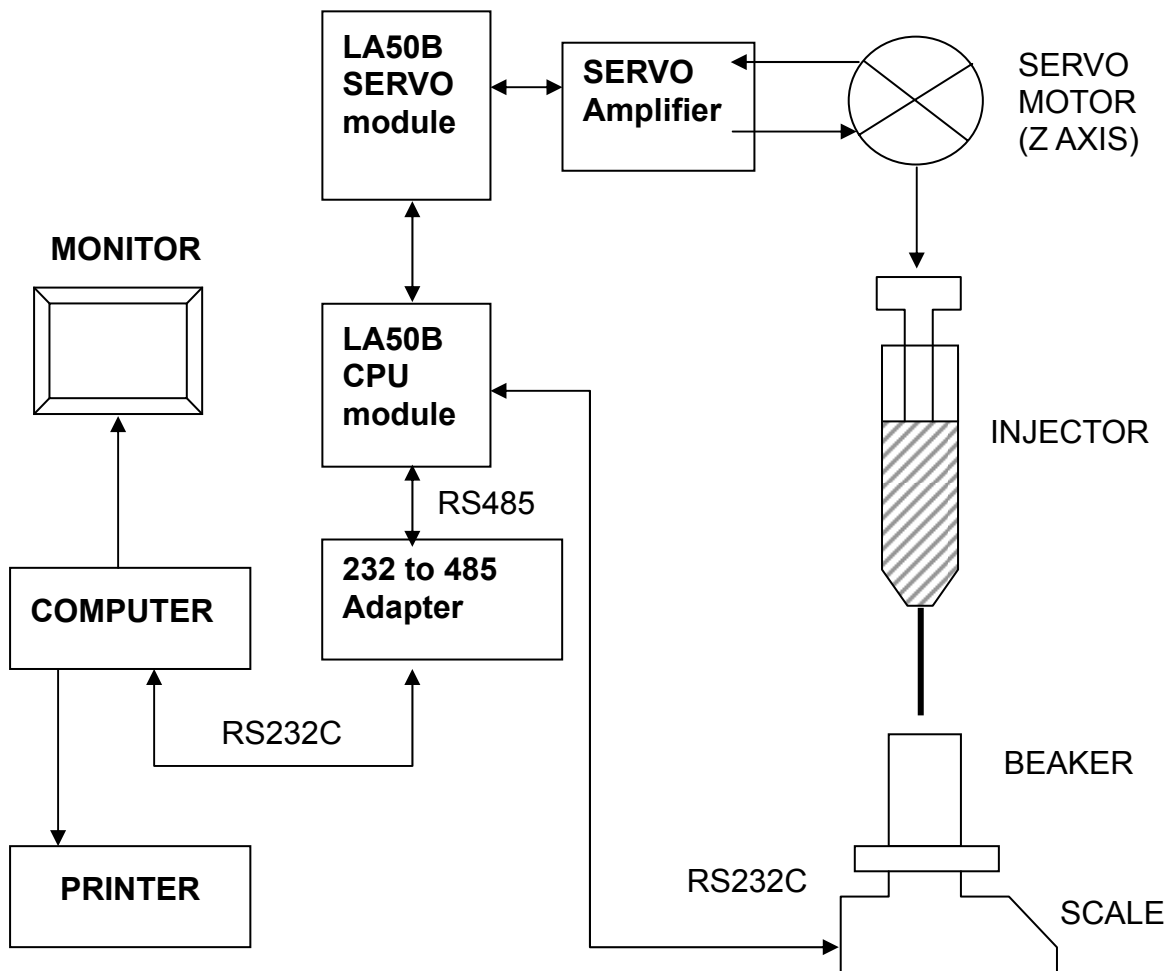 LA50B
SERVO
module
SERVO
Amplifier
SERVO
MOTOR
(Z AXIS)
MONITOR
LA50B
CPU
module
INJECTOR
RS485
232 to 485
Adapter
COMPUTER
RS232C
BEAKER
PRINTER
RS232C
SCALE